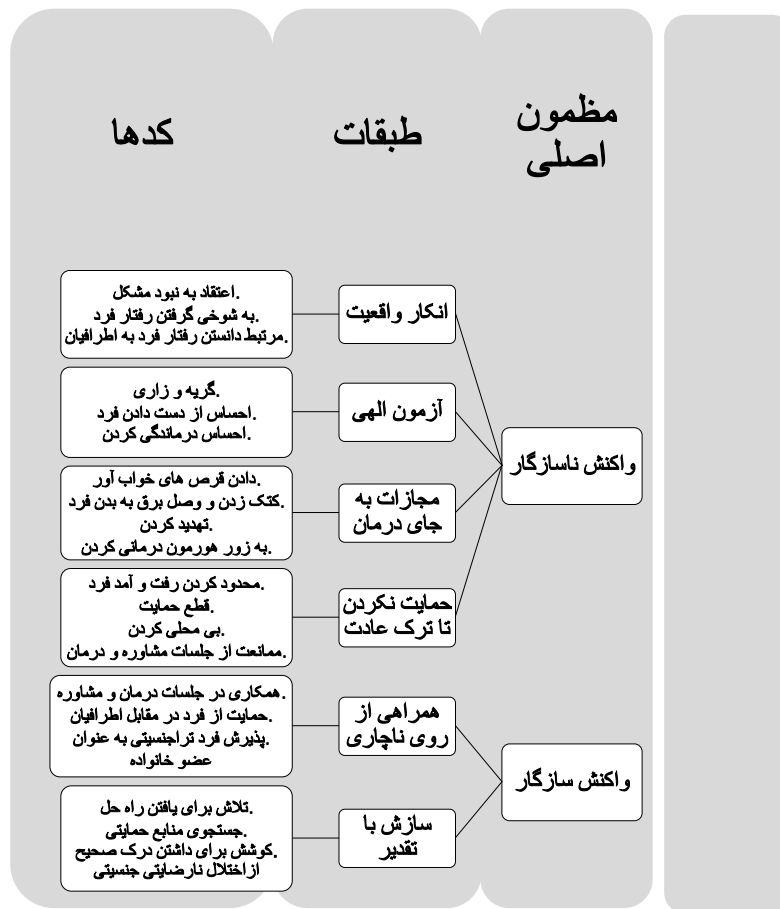 مظمون
اصلی
طبقات
کدها
واکنش ناسازگار
انکار واقعیت
.اعتقاد به نبود مشکل
.به شوخی گرفتن رفتار فرد
.مرتبط دانستن رفتار فرد به اطرافیان
آزمون الهی
.گریه و زاری
احساس از دست دادن فرد
.احساس درماندگی کردن
مجازات به
جای درمان
.دادن قرص های خواب آور
.کتک زدن و وصل برق به بدن فرد
.تهدید کردن
.به زور هورمون درمانی کردن
حمایت نکردن
تا ترک عادت
.محدود کردن رفت و آمد فرد
.قطع حمایت
.بی محلی کردن
.ممانعت از جلسات مشاوره و درمان
واکنش سازگار
همراهی از
روی ناچاری
.همکاری در جلسات درمان و مشاوره
.حمایت از فرد در مقابل اطرافیان
.پذیرش فرد تراجنسیتی به عنوان
عضو خانواده
سازش با
تقدیر
.تلاش برای یافتن راه حل
.جستجوی منابع حمایتی
.کوشش برای داشتن درک صحیح
ازاختلال نارضایتی جنسیتی